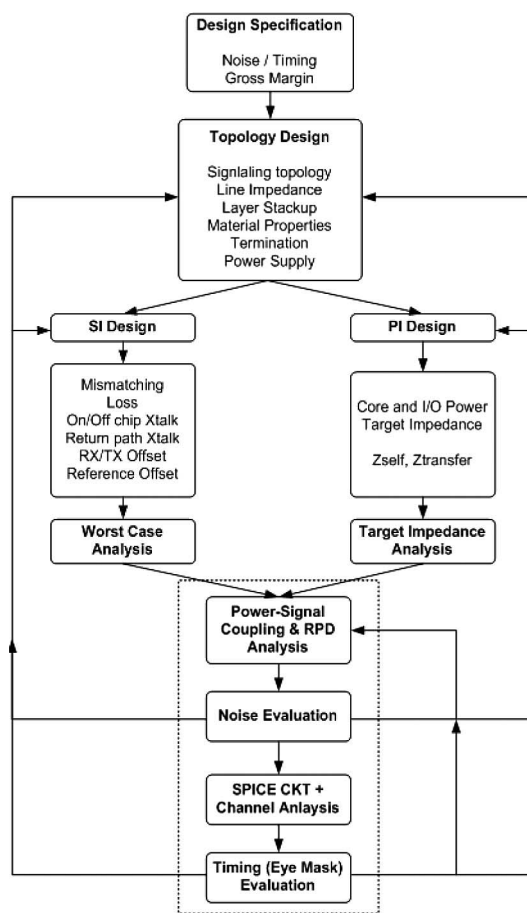 Design Specification
Noise / Timing
Gross Margin
Topology Design
Signlaling topology
Line Impedance
Layer Stackup
Material Properties
Termination
Power Supply
SI Design
PI Design
Mismatching
Loss
On/Off chip Xtalk
Return path Xtalk
RX/TX Offset
Reference Offset
Core and I/O Power
Target Impedance
Zself, Ztransfer
Worst Case
Analysis
Target Impedance
Analysis
Power-Signal
Coupling & RPD
Analysis
Noise Evaluation
SPICE CKT +
Channel Anlaysis
Timing (Eye Mask)
Evaluation